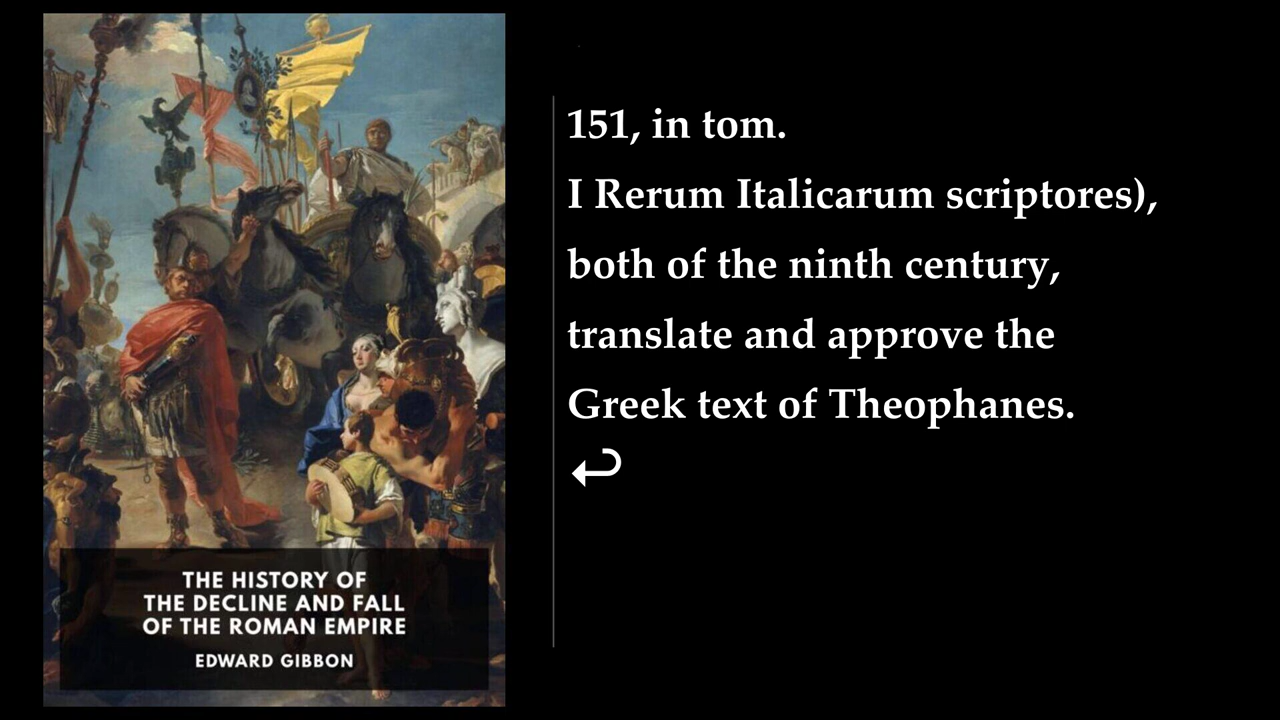 THE HISTORY OF
THE DECLINE AND FALL
OF THE ROMAN EMPIRE
EDWARD GIBBON
151, in tom.
I Rerum Italicarum scriptores),
both of the ninth century,
translate and approve the
Greek text of Theophanes.
↩